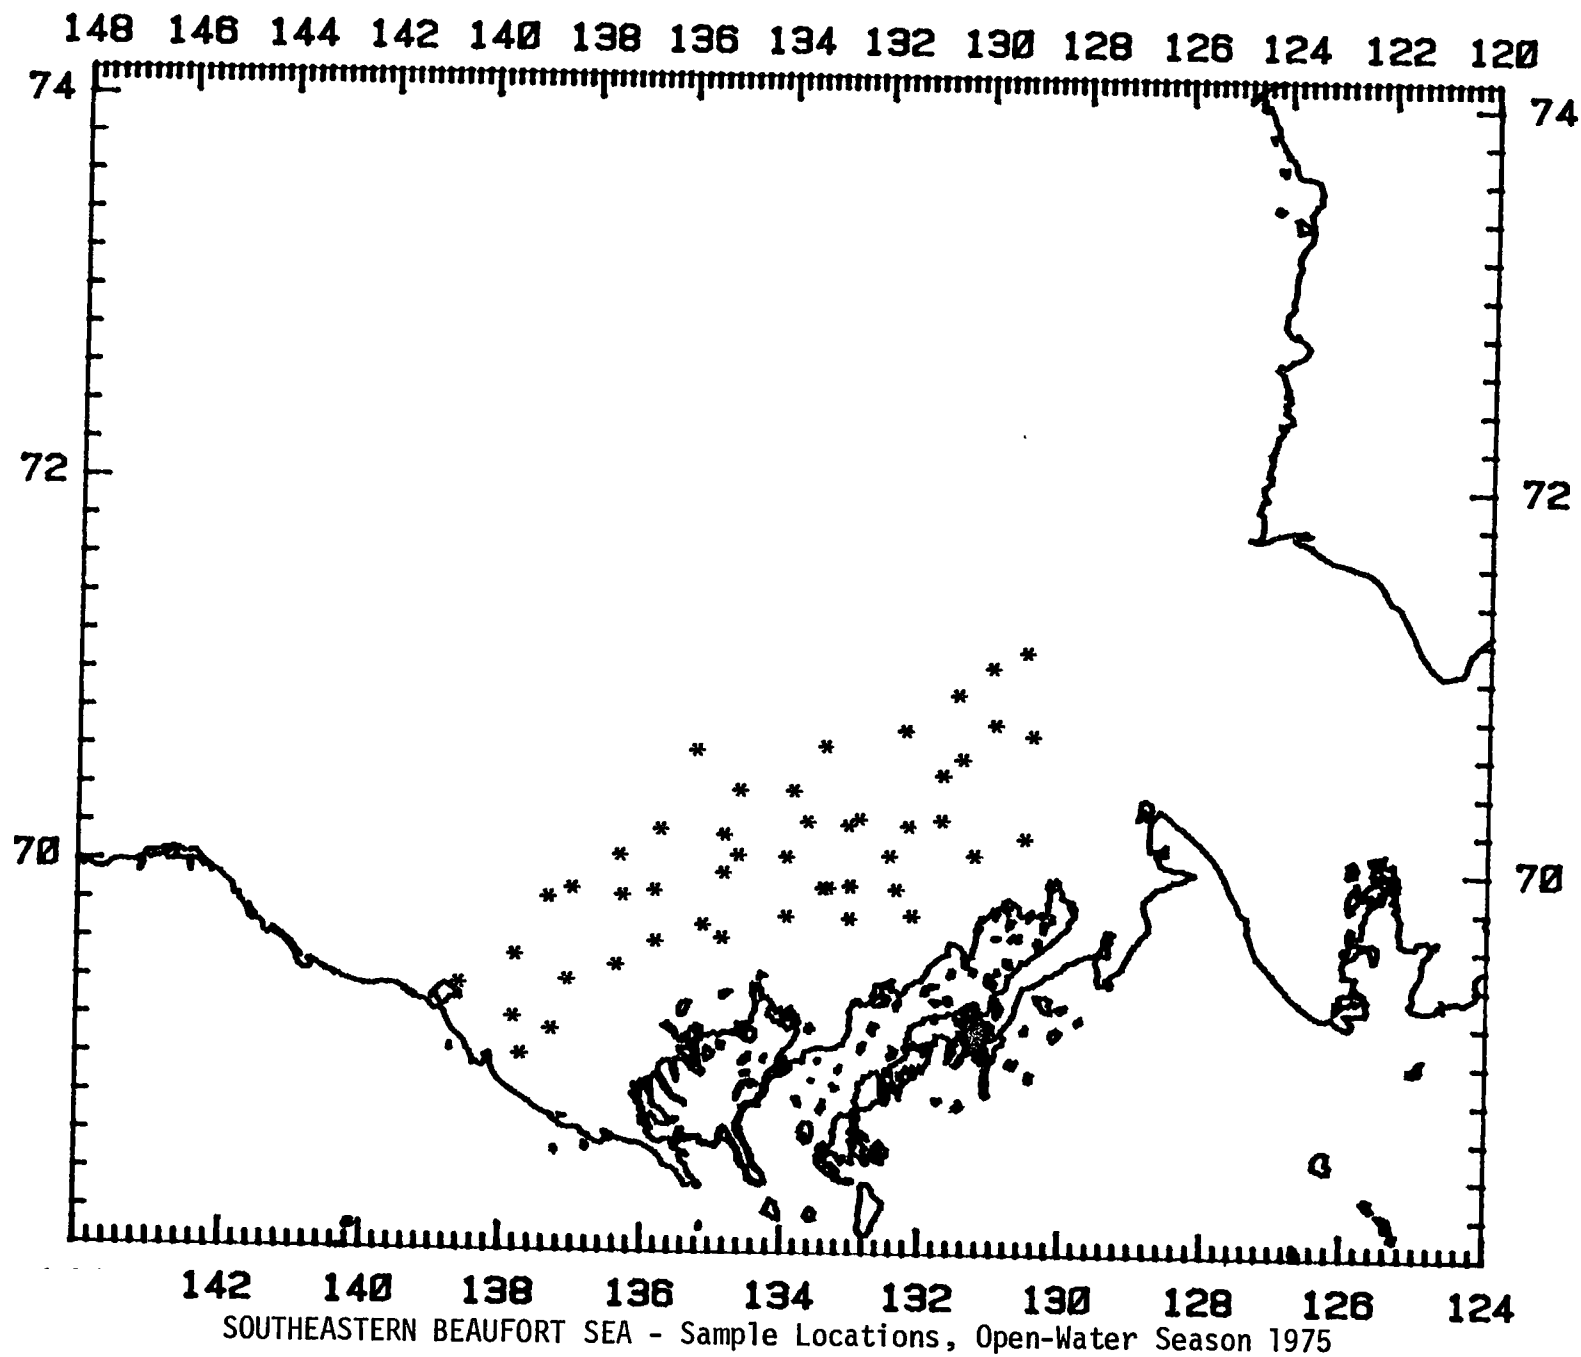 148 146 144 142 140 138 136 134 132 130 128 126 124 122 120
74 74
72 72
70 70
142 140 138 136 134 132 130 128 126 124
SOUTHEASTERN BEAUFORT SEA - Sample Locations, Open-Water Season 1975